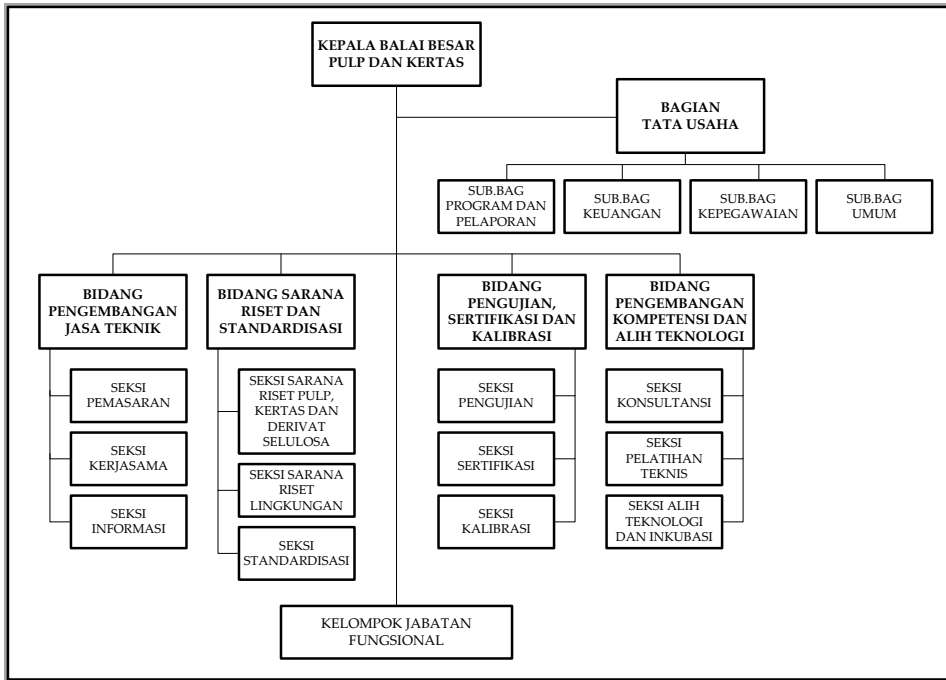 KEPALA BALAI BESAR
PULP DAN KERTAS
BAGIAN
TATA USAHA
SUB.BAG
PROGRAM DAN
PELAPORAN
SUB.BAG
KEUANGAN
SUB.BAG
KEPEGAWAIAN
SUB.BAG
UMUM
BIDANG
PENGEMBANGAN
JASA TEKNIK
BIDANG SARANA
RISET DAN
STANDARDISASI
BIDANG
PENGUJIAN,
SERTIFIKASI DAN
KALIBRASI
BIDANG
PENGEMBANGAN
KOMPETENSI DAN
ALIH TEKNOLOGI
SEKSI
PEMASARAN
SEKSI
KERJASAMA
SEKSI
INFORMASI
SEKSI SARANA
RISET PULP,
KERTAS DAN
DERIVAT
SELULOSA
SEKSI SARANA
RISET
LINGKUNGAN
SEKSI
STANDARDISASI
SEKSI
PENGUJIAN
SEKSI
SERTIFIKASI
SEKSI
KALIBRASI
SEKSI
KONSULTANSI
SEKSI
PELATIHAN
TEKNIS
SEKSI ALIH
TEKNOLOGI
DAN INKUBASI
KELOMPOK JABATAN
FUNGSIONAL